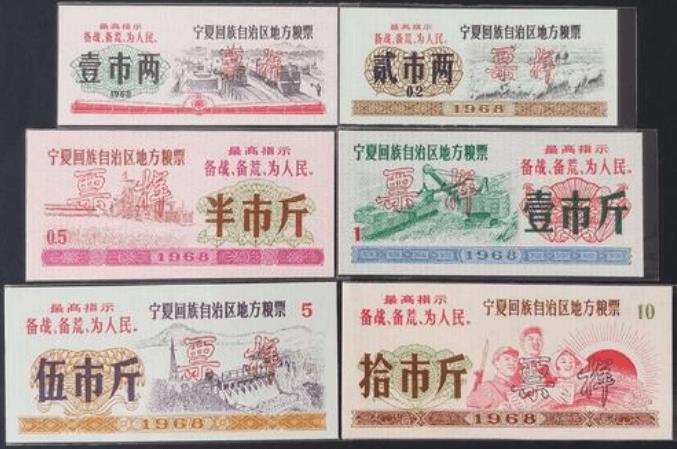 最高指示
备战、备荒、为人民。
宁夏回族自治区地方粮票
壹市两
票样
1968
最高指示
备战、备荒、为人民。
宁夏回族自治区地方粮票
贰市两
0.2
票样
1968
宁夏回族自治区地方粮票
最高指示
备战、备荒、为人民。
票样
半市斤
0.5
1968
宁夏回族自治区地方粮票
最高指示
备战、备荒、为人民。
票样
壹市斤
1
1968
最高指示
备战、备荒、为人民。
宁夏回族自治区地方粮票
5
伍市斤
票样
1968
最高指示
备战、备荒、为人民。
宁夏回族自治区地方粮票
10
拾市斤
票样
1968